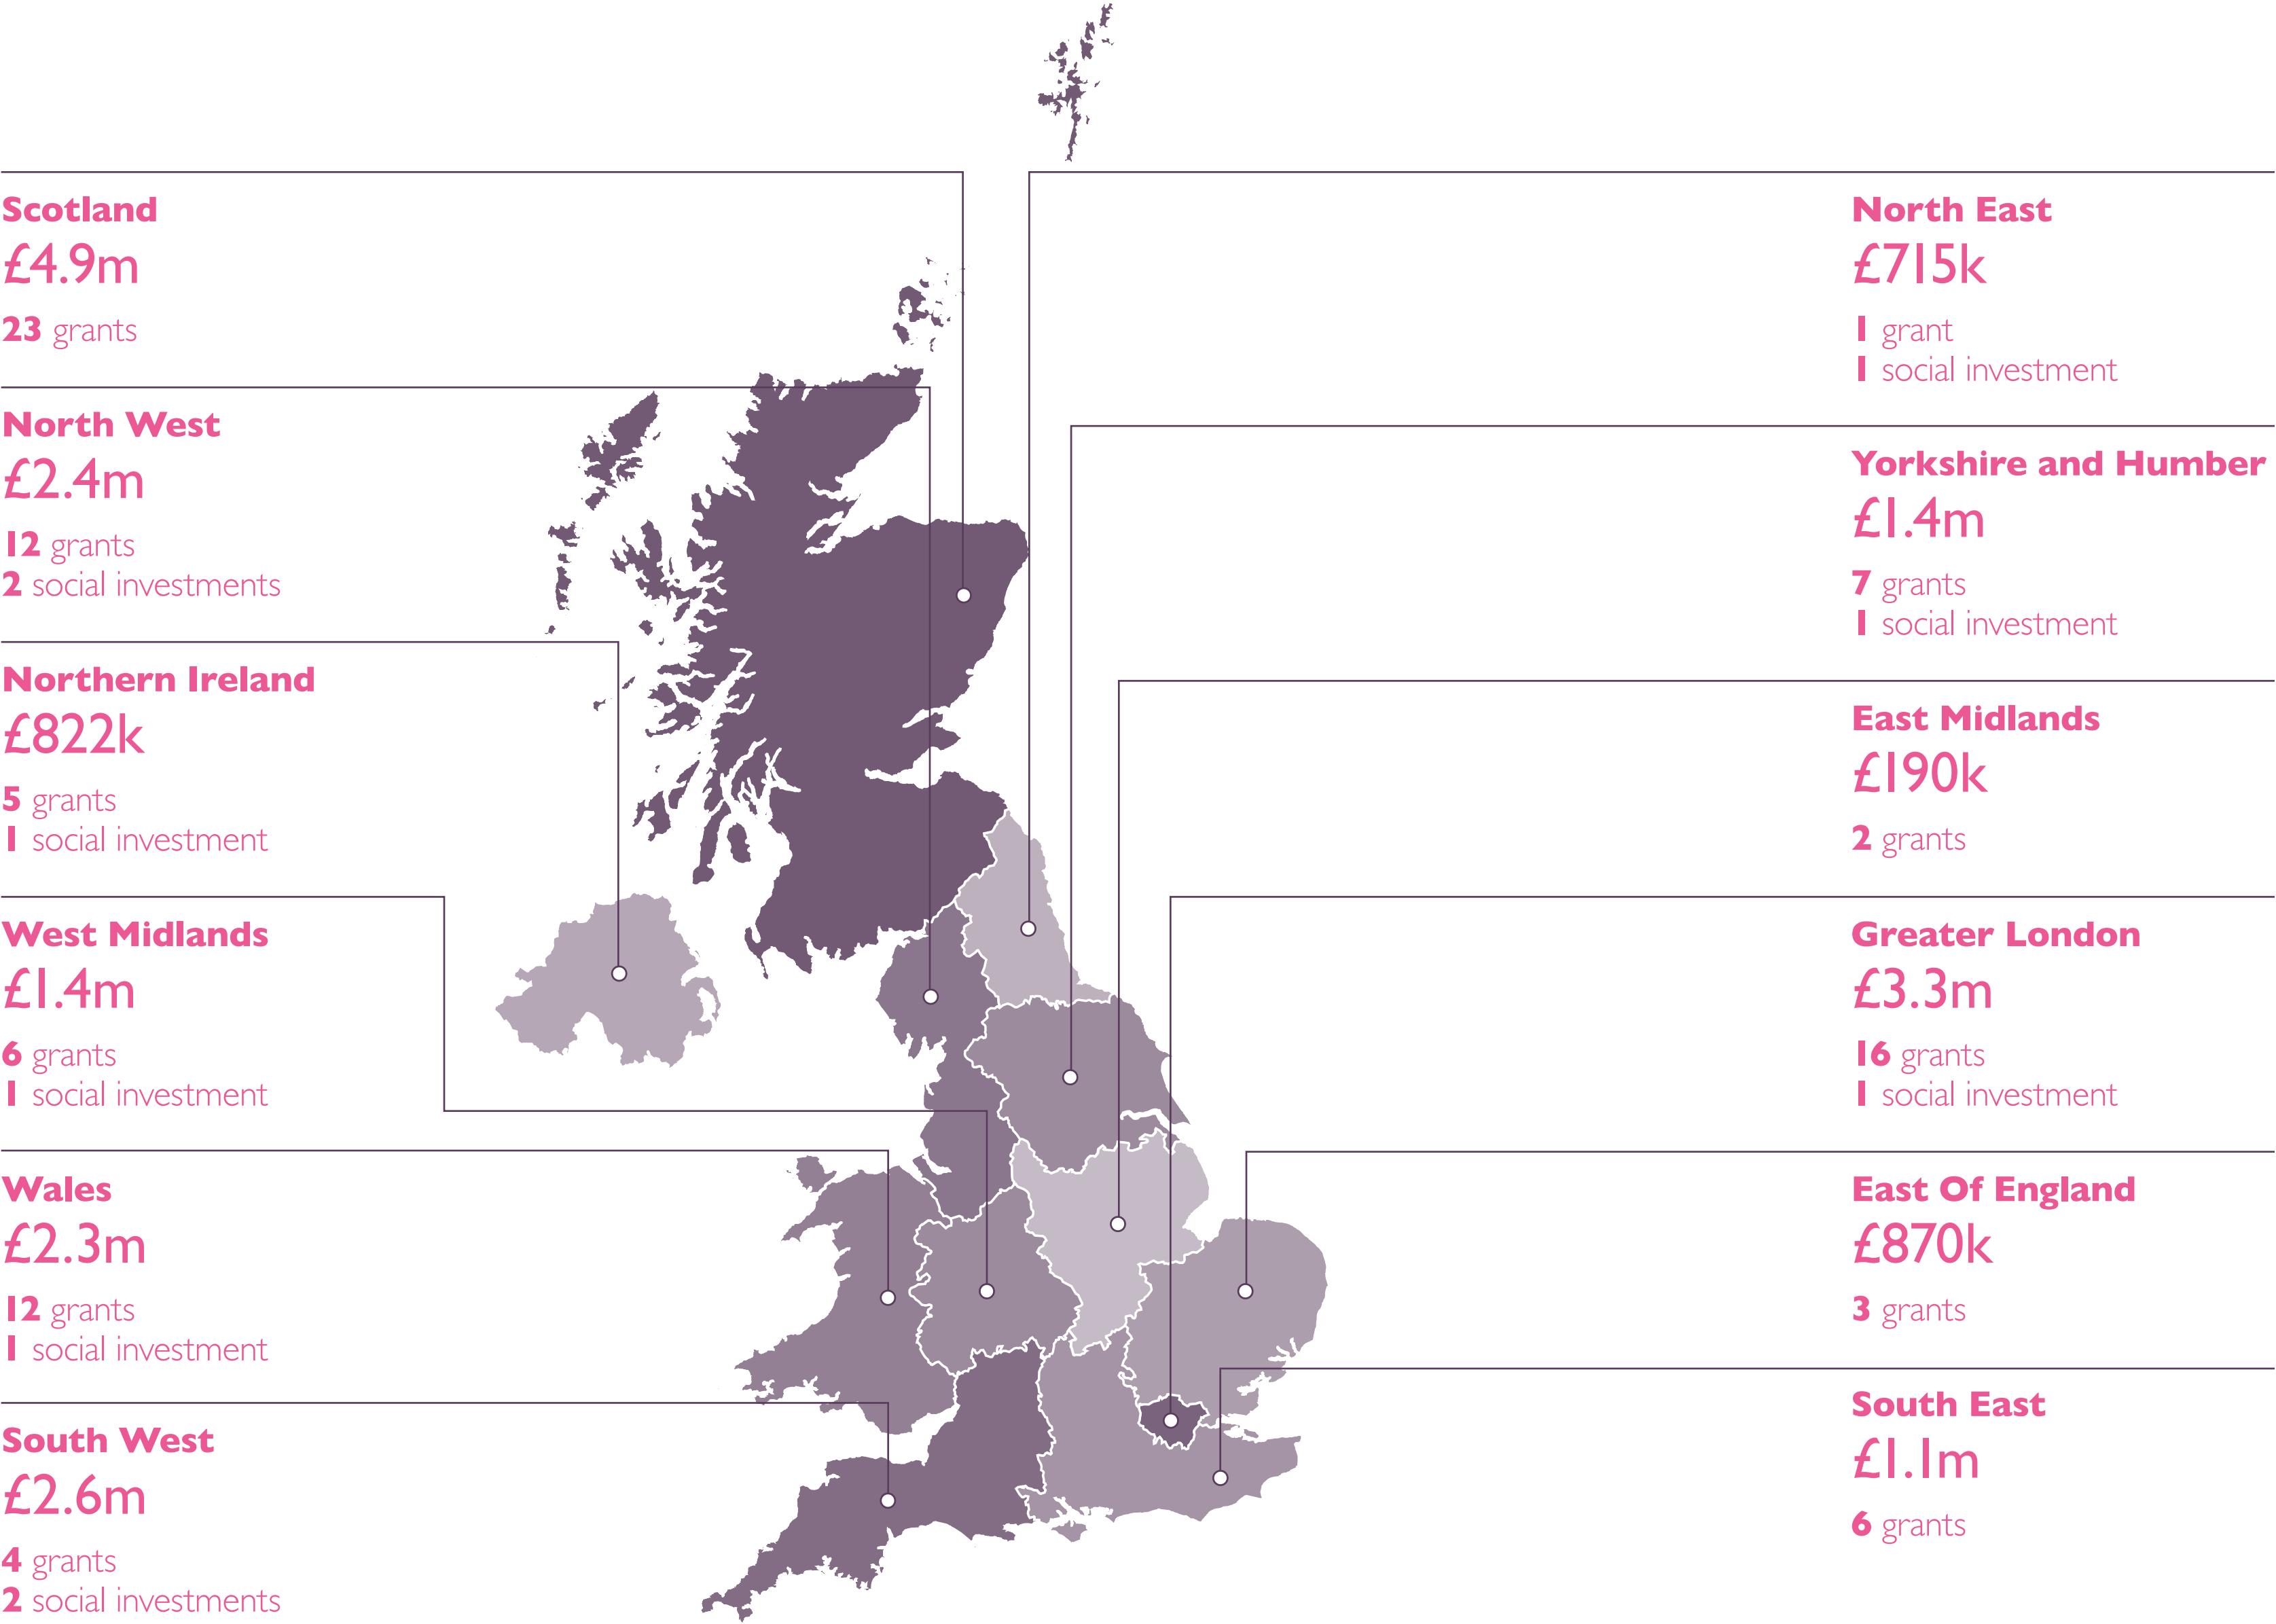 Scotland
£4.9m
23 grants
North West
£2.4m
12 grants
2 social investments
Northern Ireland
£822k
5 grants
1 social investment
West Midlands
£1.4m
6 grants
1 social investment
Wales
£2.3m
12 grants
1 social investment
South West
£2.6m
4 grants
2 social investments
North East
£715k
1 grant
1 social investment
Yorkshire and Humber
£1.4m
7 grants
1 social investment
East Midlands
£190k
2 grants
Greater London
£3.3m
16 grants
1 social investment
East Of England
£870k
3 grants
South East
£1.1m
6 grants